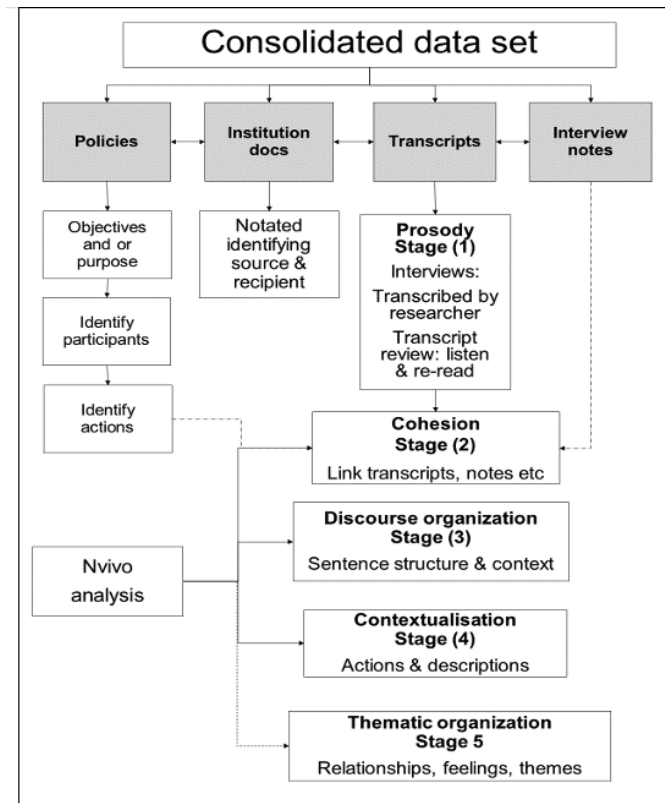 Consolidated data set
Policies
Institution
docs
Transcripts
Interview
notes
Objectives
and or
purpose
Notated
identifying
source &
recipient
Prosody
Stage (1)
Interviews:
Transcribed by
researcher
Transcript
review: listen
& re-read
Identify
participants
Identify
actions
Cohesion
Stage (2)
Link transcripts, notes etc
Discourse organization
Stage (3)
Sentence structure & context
Nvivo
analysis
Contextualisation
Stage (4)
Actions & descriptions
Thematic organization
Stage 5
Relationships, feelings, themes